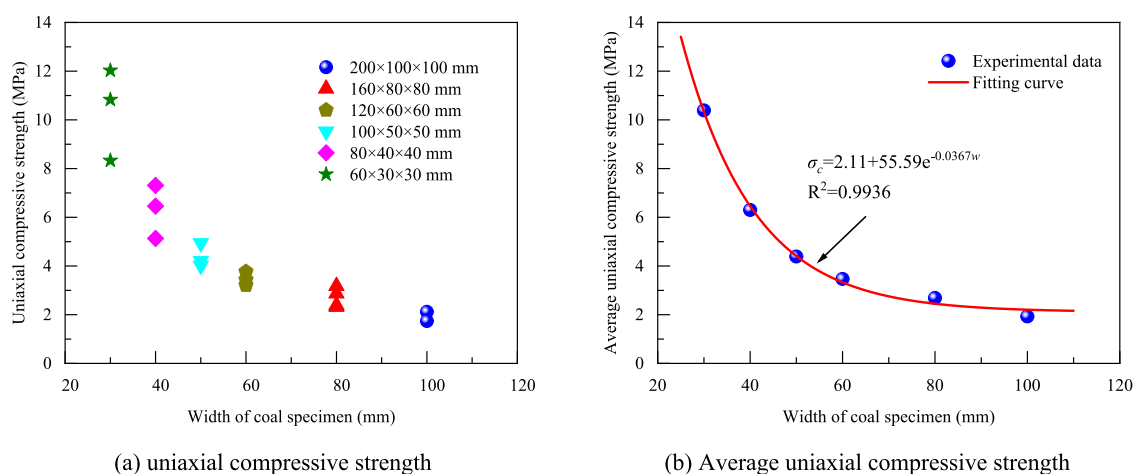 14
12
10
8
6
4
2
0
20
40
60
80
100
120
Uniaxial compressive strength (MPa)
Width of coal specimen (mm)
200×100×100 mm
160×80×80 mm
120×60×60 mm
100×50×50 mm
80×40×40 mm
60×30×30 mm
(a) uniaxial compressive strength
14
12
10
8
6
4
2
0
20
40
60
80
100
120
Average uniaxial compressive strength (MPa)
Width of coal specimen (mm)
Experimental data
Fitting curve
σc=2.11+55.59e-0.0367w
R2=0.9936
(b) Average uniaxial compressive strength